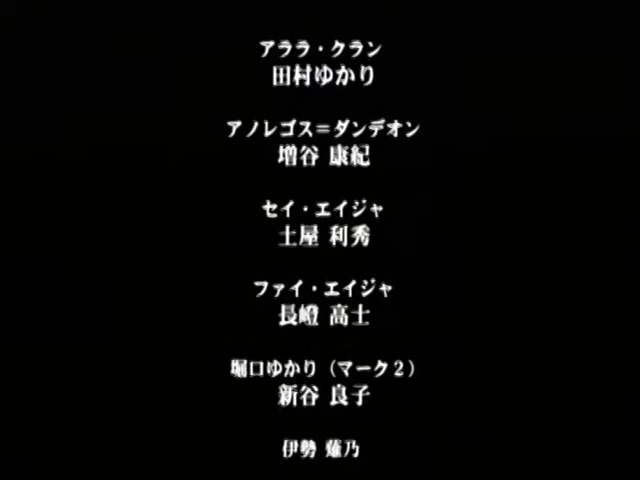 アララ・クラン
田村ゆかり
アノレゴス＝ダンデオン
増谷 康紀
セイ・エイジャ
土屋 利秀
ファイ・エイジャ
長嶝 高士
堀口ゆかり（マーク２）
新谷 良子
伊勢 薙乃